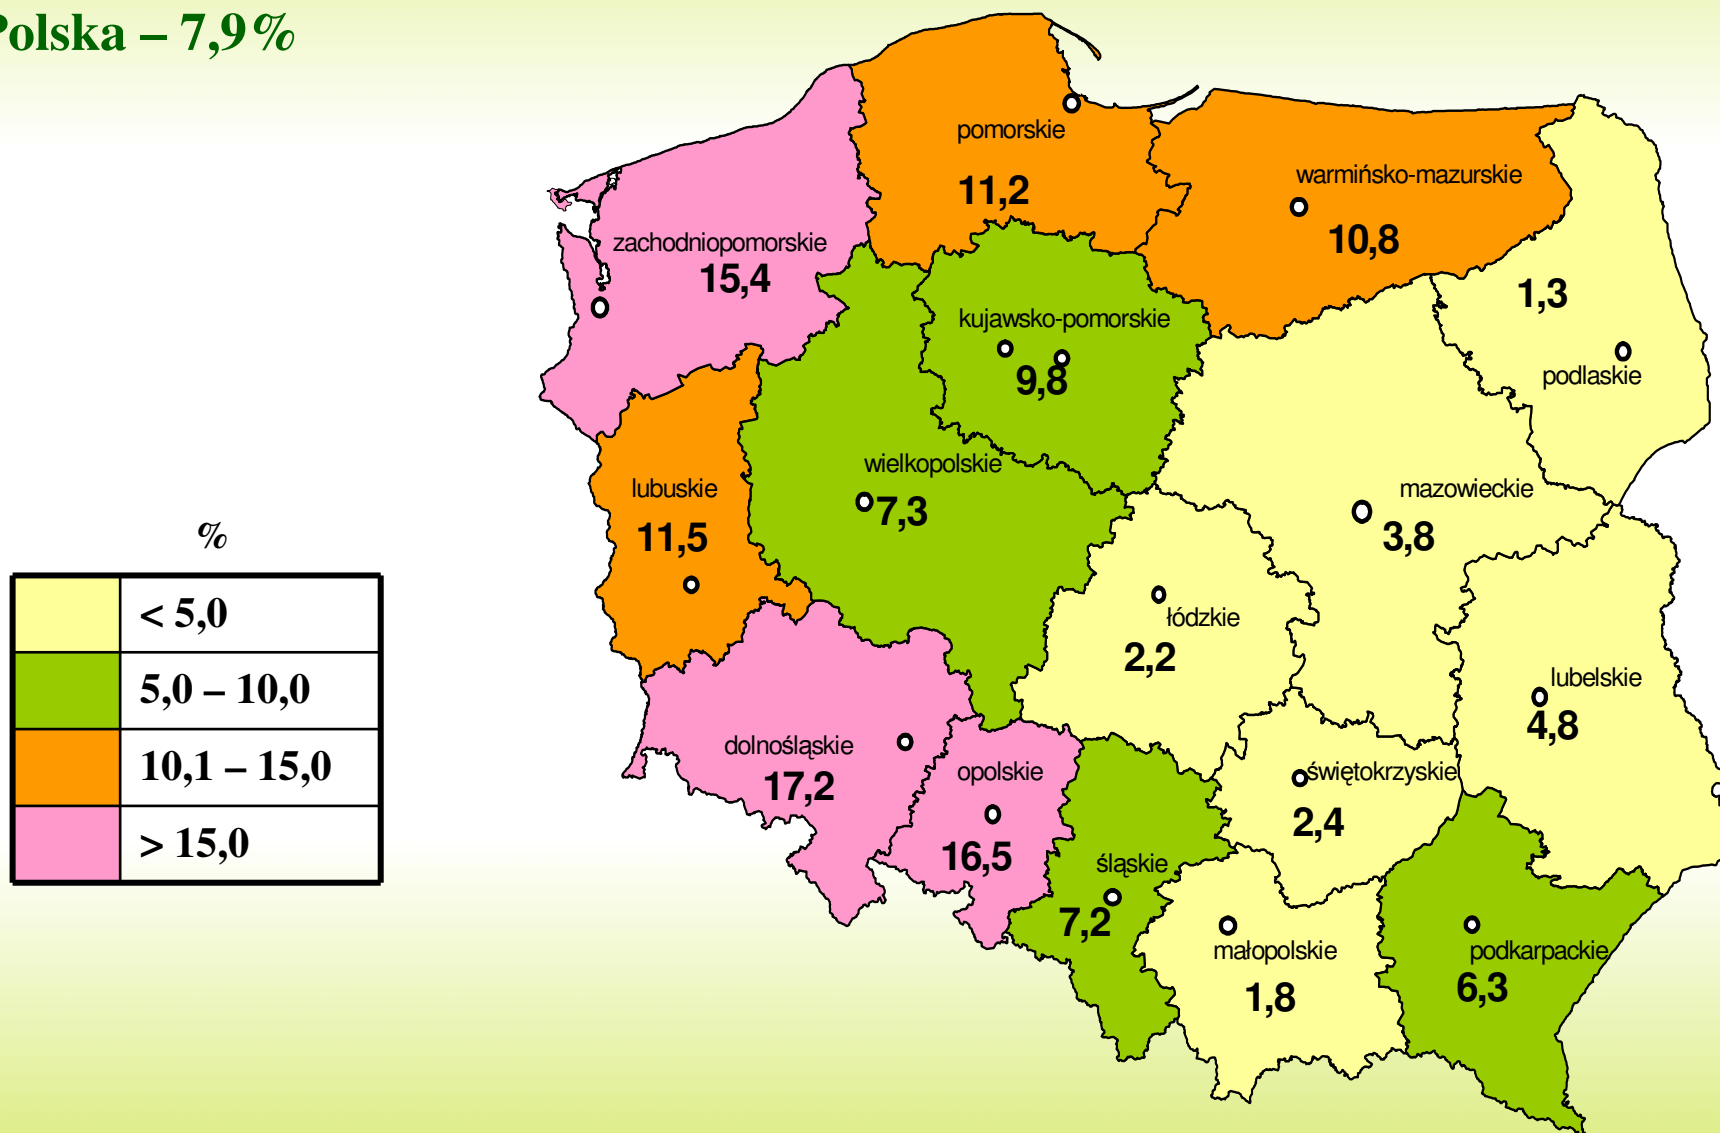 Polska – 7,9%
pomorskie
11,2
warmińsko-mazurskie
10,8
zachodniopomorskie
15,4
1,3
podlaskie
kujawsko-pomorskie
9,8
wielkopolskie
7,3
lubuskie
11,5
mazowieckie
3,8
łódzkie
2,2
lubelskie
4,8
dolnośląskie
17,2
opolskie
16,5
świętokrzyskie
2,4
śląskie
7,2
małopolskie
1,8
podkarpackie
6,3
%
< 5,0
5,0 – 10,0
10,1 – 15,0
> 15,0